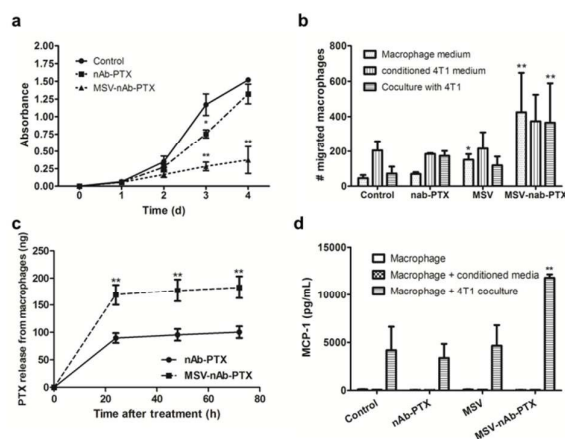 a
Absorbance
2.00
1.75
1.50
1.25
1.00
0.75
0.50
0.25
0.00
Control
nAb-PTX
MSV-nAb-PTX
*
**
**
0 1 2 3 4
Time (d)
b
# migrated macrophages
800
600
400
200
0
Macrophage medium
conditioned 4T1 medium
Coculture with 4T1
*
** **
Control nab-PTX MSV MSV-nab-PTX
c
PTX release from macrophages (ng)
300
250
200
150
100
50
0
** ** **
nAb-PTX
MSV-nAb-PTX
0 20 40 60 80
Time after treatment (h)
d
MCP-1 (pg/mL)
15000
10000
5000
0
Macrophage
Macrophage + conditioned media
Macrophage + 4T1 coculture
**
Control nAb-PTX MSV MSV-nAb-PTX